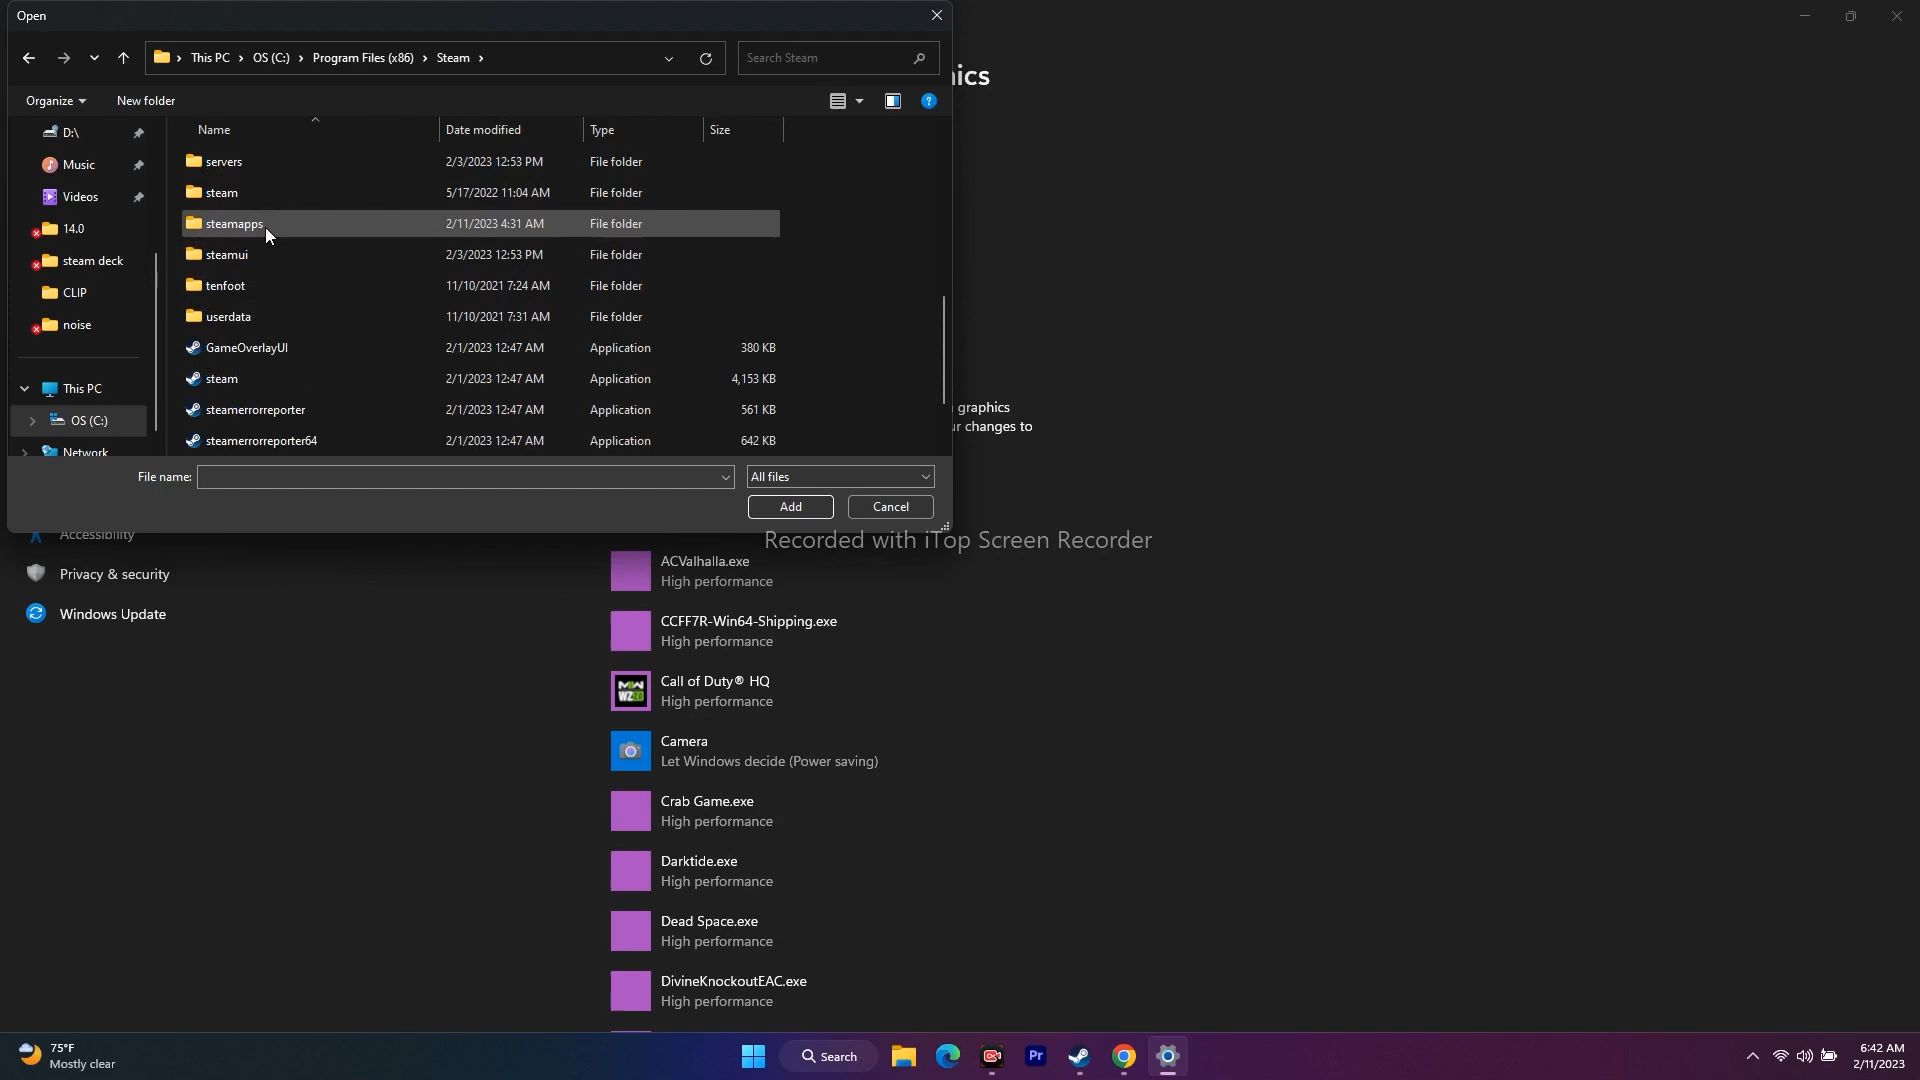 Open
This PC
OS (C:)
Program Files (x86)
Steam
Search Steam
ics
Organize
New folder
?
D:\
Music
Videos
14.0
steam deck
CLIP
noise
This PC
OS (C:)
Network
Name Date modified Type Size
servers 2/3/2023 12:53 PM File folder
steam 5/17/2022 11:04 AM File folder
steamapps 2/11/2023 4:31 AM File folder
steamui 2/3/2023 12:53 PM File folder
tenfoot 11/10/2021 7:24 AM File folder
userdata 11/10/2021 7:31 AM File folder
GameOverlayUI 2/1/2023 12:47 AM Application 380 KB
steam 2/1/2023 12:47 AM Application 4,153 KB
steamerrorreporter 2/1/2023 12:47 AM Application 561 KB
steamerrorreporter64 2/1/2023 12:47 AM Application 642 KB
File name:
All files
Add
Cancel
graphics
ur changes to
Recorded with iTop Screen Recorder
Accessibility
Privacy & security
Windows Update
ACValhalla.exe
High performance
CCFF7R-Win64-Shipping.exe
High performance
MW
WZ2.0
Call of Duty® HQ
High performance
Camera
Let Windows decide (Power saving)
Crab Game.exe
High performance
Darktide.exe
High performance
Dead Space.exe
High performance
DivineKnockoutEAC.exe
High performance
75°F
Mostly clear
Search
Pr
6:42 AM
2/11/2023